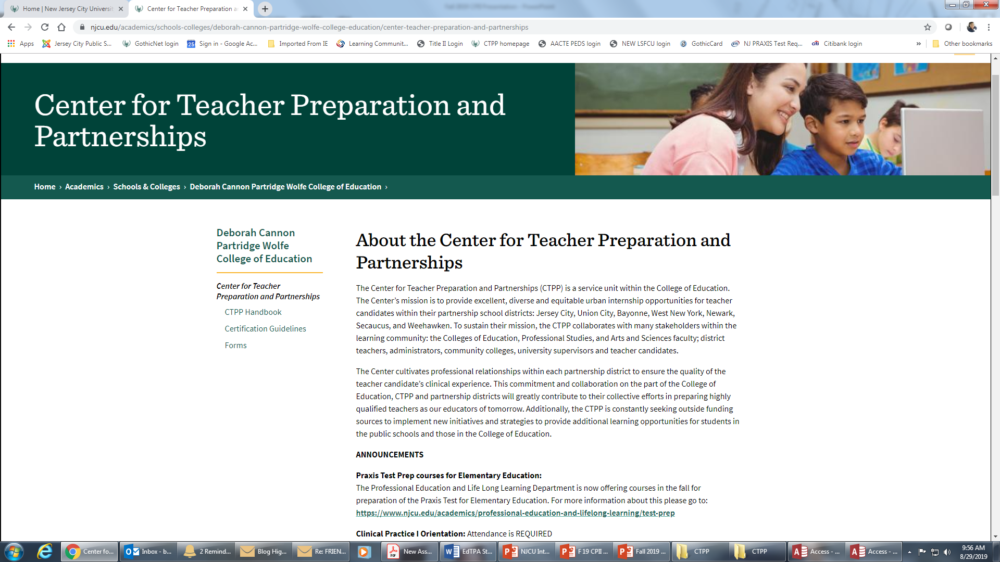 Home | New Jersey City Universit
Center for Teacher Preparation a
Fall 2019 CPII Presentation - PowerPoint
njcu.edu/academics/schools-colleges/deborah-cannon-partridge-wolfe-college-education/center-teacher-preparation-and-partnerships
Apps
Jersey City Public S...
GothicNet login
25
Sign in - Google Ac...
Imported From IE
Learning Communit...
Title II Login
CTPP homepage
AACTE PEDS login
NEW LSFCU login
GothicCard
ETS
NJ PRAXIS Test Req...
citi
Citibank login
»
Other bookmarks
Center for Teacher Preparation and
Partnerships
Home › Academics › Schools & Colleges › Deborah Cannon Partridge Wolfe College of Education ›
Deborah Cannon
Partridge Wolfe
College of Education
Center for Teacher
Preparation and Partnerships
CTPP Handbook
Certification Guidelines
Forms
About the Center for Teacher Preparation and
Partnerships
The Center for Teacher Preparation and Partnerships (CTPP) is a service unit within the College of Education.
The Center’s mission is to provide excellent, diverse and equitable urban internship opportunities for teacher
candidates within their partnership school districts: Jersey City, Union City, Bayonne, West New York, Newark,
Secaucus, and Weehawken. To sustain their mission, the CTPP collaborates with many stakeholders within the
learning community: the Colleges of Education, Professional Studies, and Arts and Sciences faculty; district
teachers, administrators, community colleges, university supervisors and teacher candidates.
The Center cultivates professional relationships within each partnership district to ensure the quality of the
teacher candidate’s clinical experience. This commitment and collaboration on the part of the College of
Education, CTPP and partnership districts will greatly contribute to their collective efforts in preparing highly
qualified teachers as our educators of tomorrow. Additionally, the CTPP is constantly seeking outside funding
sources to implement new initiatives and strategies to provide additional learning opportunities for students in
the public schools and those in the College of Education.
ANNOUNCEMENTS
Praxis Test Prep courses for Elementary Education:
The Professional Education and Life Long Learning Department is now offering courses in the fall for
preparation of the Praxis Test for Elementary Education. For more information about this please go to:
https://www.njcu.edu/academics/professional-education-and-lifelong-learning/test-prep
Clinical Practice I Orientation: Attendance is REQUIRED
Center fo...
Inbox - b...
2 Remind...
Blog Hig...
Re: FRIEN...
PDF
New Ass...
EdTPA St...
NJCU Int...
F 19 CPII ...
Fall 2019 ...
CTPP
CTPP
Access - ...
Access - ...
9:56 AM
8/29/2019